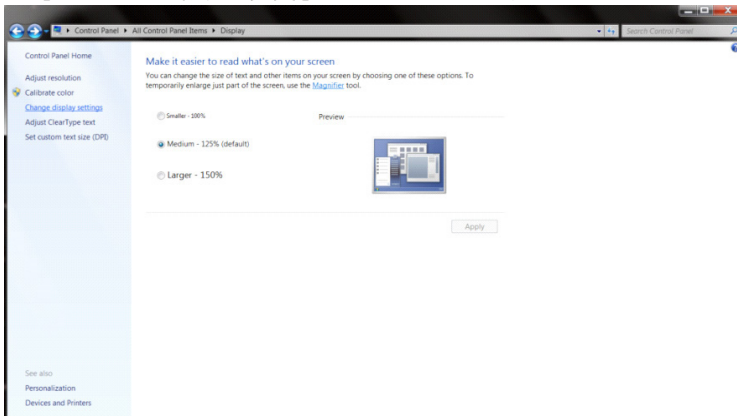 Control Panel ▸ All Control Panel Items ▸ Display
Search Control Panel
Control Panel Home
Adjust resolution
Calibrate color
Change display settings
Adjust ClearType text
Set custom text size (DPI)
Make it easier to read what's on your screen
You can change the size of text and other items on your screen by choosing one of these options. To
temporarily enlarge just part of the screen, use the Magnifier tool.
Smaller - 100%
Preview
Medium - 125% (default)
Larger - 150%
Apply
See also
Personalization
Devices and Printers